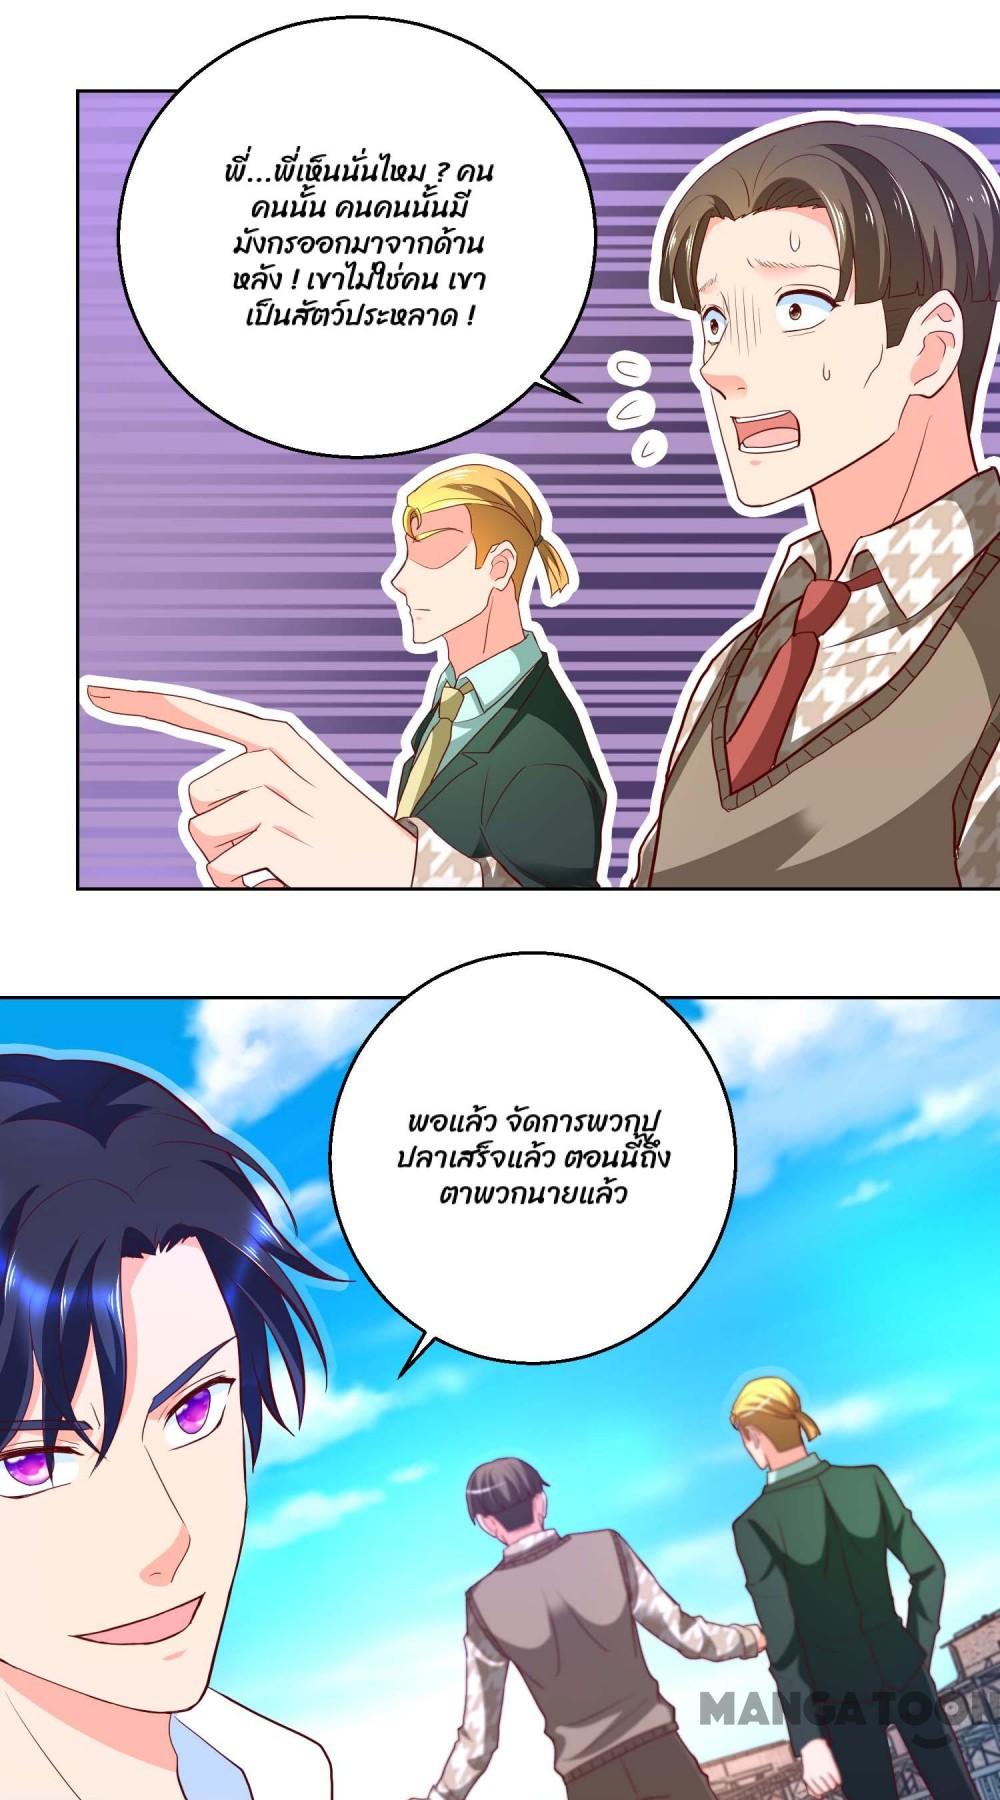 พี่...พี่เห็นนั่นไหม ? คน
คนนั้น คนคนนั้นมี
มังกรออกมาจากด้าน
หลัง ! เขาไม่ใช่คน เขา
เป็นสัตว์ประหลาด !
พอแล้ว จัดการพวกปู
ปลาเสร็จแล้ว ตอนนี้ถึง
ตาพวกนายแล้ว
MANGATOON